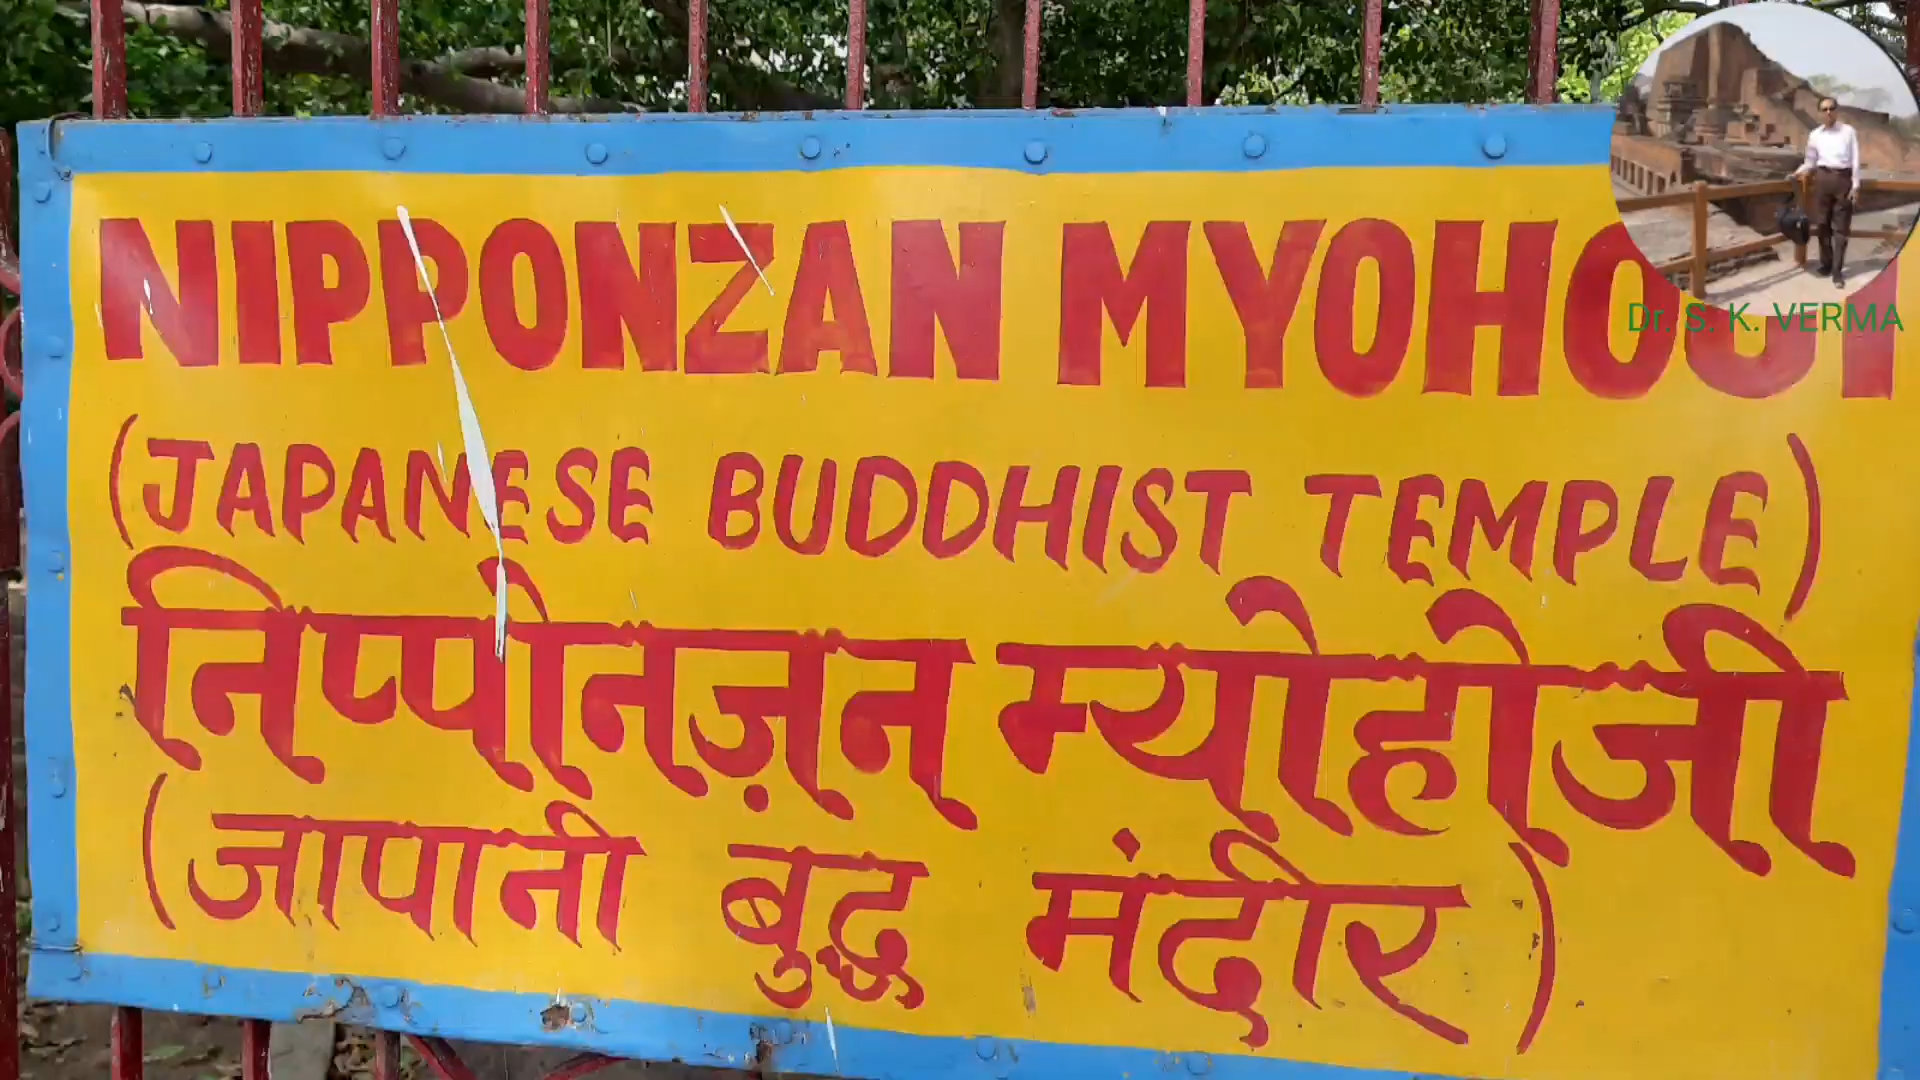 NIPPONZAN MYOHOJI
Dr. S. K. VERMA
(JAPANESE BUDDHIST TEMPLE)
निप्पोनज़न म्योहोजी
(जापानी बुद्ध मंदीर)